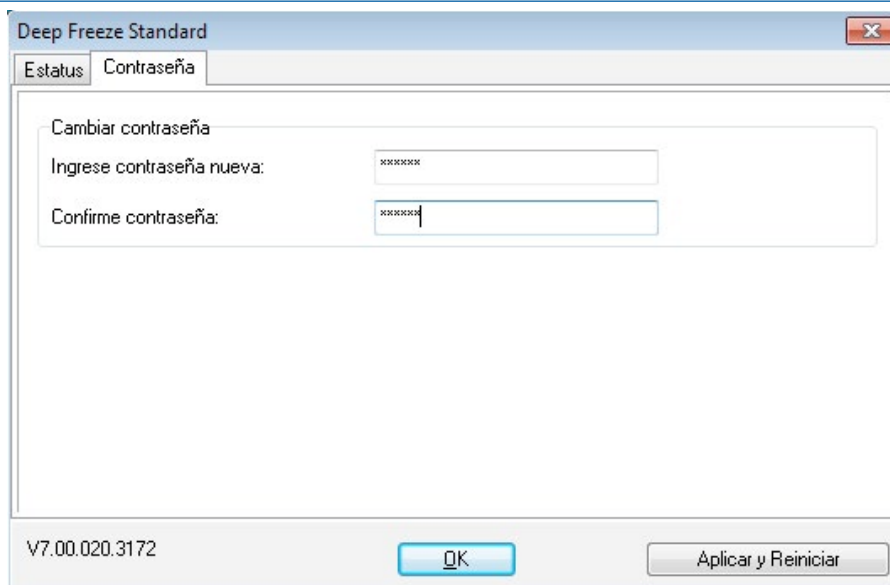 Deep Freeze Standard
Estatus Contraseña
Cambiar contraseña
Ingrese contraseña nueva: ******
Confirme contraseña: ******
V7.00.020.3172 OK Aplicar y Reiniciar